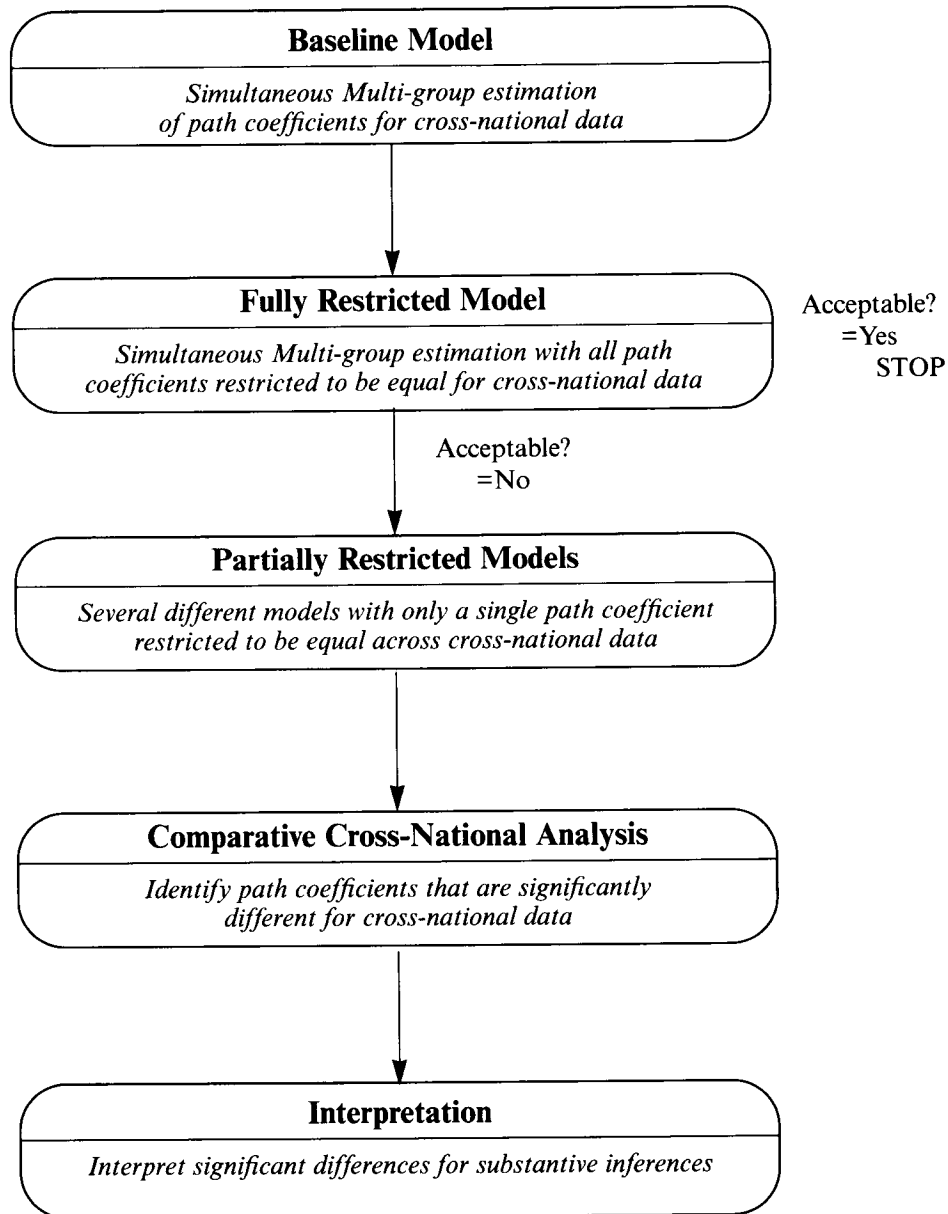 Baseline Model
Simultaneous Multi-group estimation
of path coefficients for cross-national data
Fully Restricted Model
Simultaneous Multi-group estimation with all path
coefficients restricted to be equal for cross-national data
Acceptable?
=Yes
STOP
Acceptable?
=No
Partially Restricted Models
Several different models with only a single path coefficient
restricted to be equal across cross-national data
Comparative Cross-National Analysis
Identify path coefficients that are significantly
different for cross-national data
Interpretation
Interpret significant differences for substantive inferences